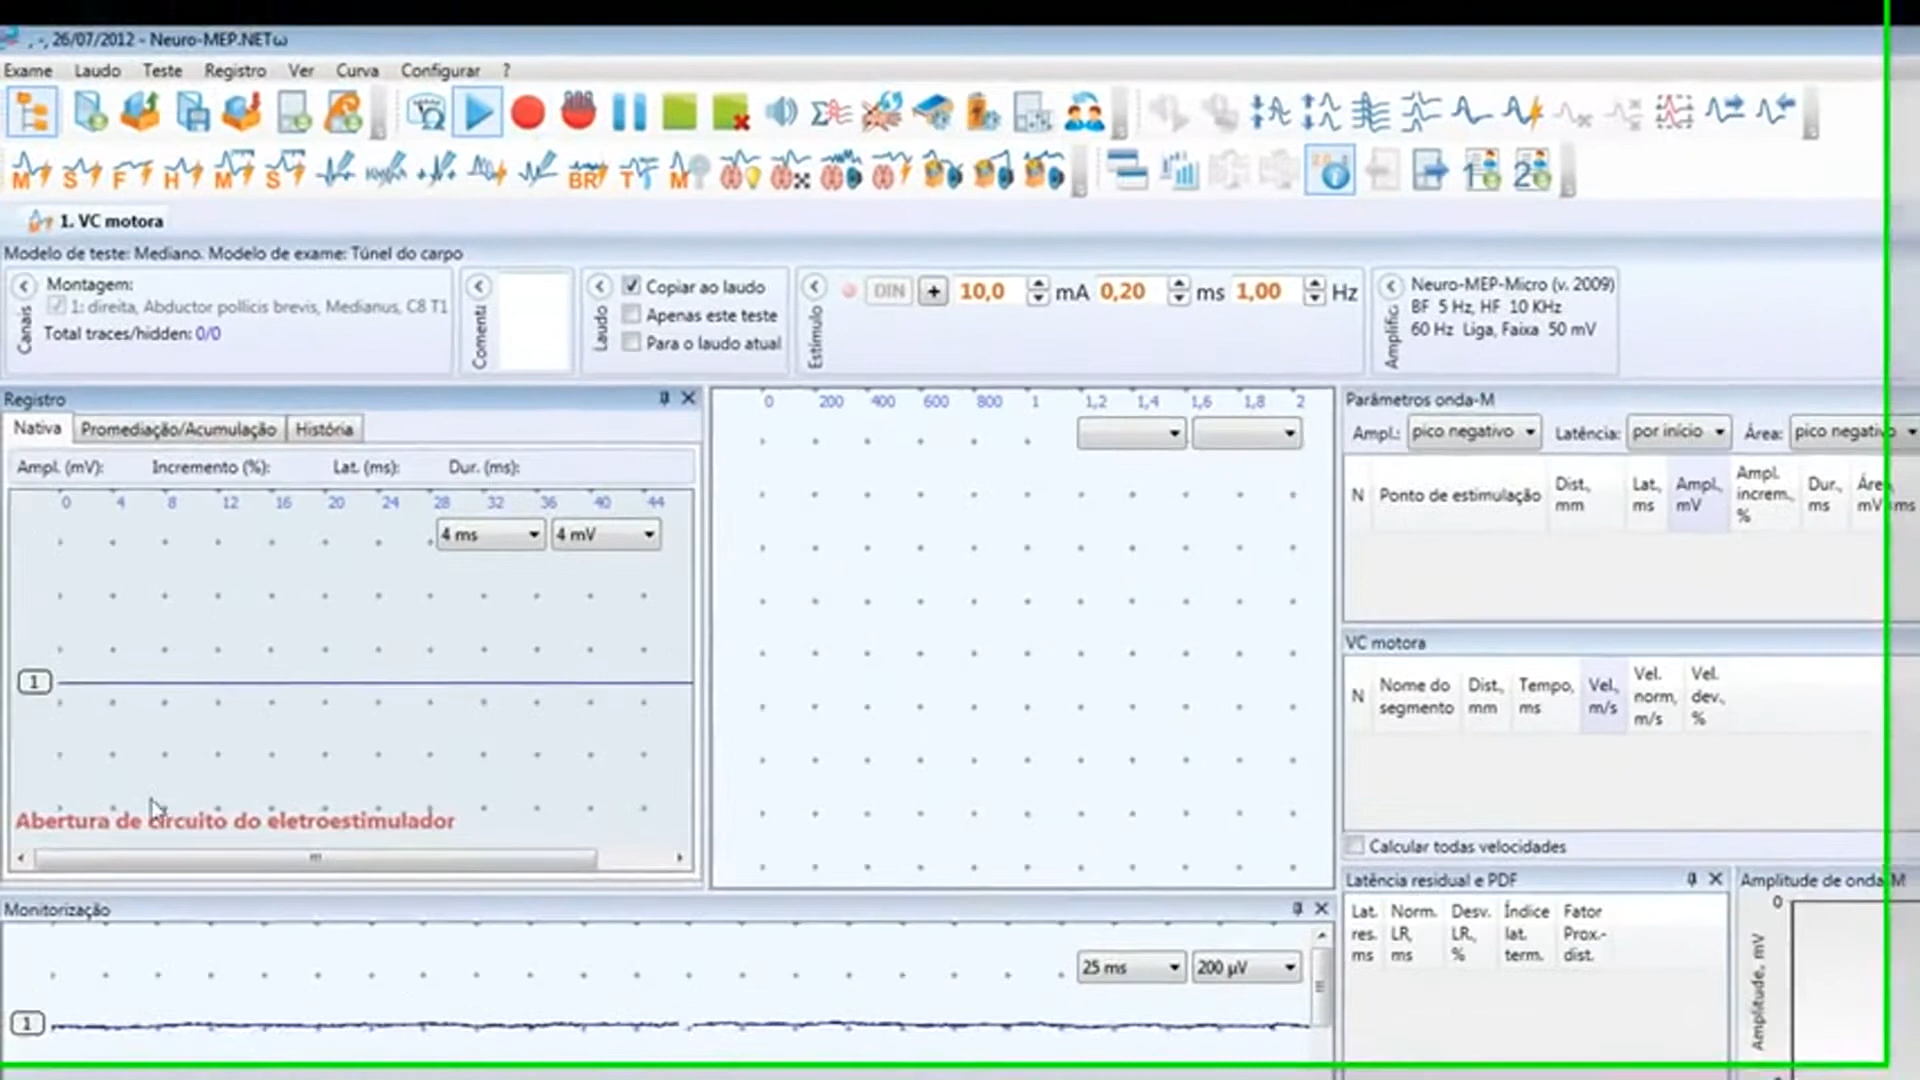 , -, 26/07/2012 - Neuro-MEP.NETω
Exame Laudo Teste Registro Ver Curva Configurar ?
M S F H M S BR T M 1 2
1. VC motora
Modelo de teste: Mediano. Modelo de exame: Túnel do carpo
Canais
Montagem:
1: direita, Abductor pollicis brevis, Medianus, C8 T1
Total traces/hidden: 0/0
Comentá
Laudo
Copiar ao laudo
Apenas este teste
Para o laudo atual
Estímulo
DIN + 10,0 mA 0,20 ms 1,00 Hz
Amplific
Neuro-MEP-Micro (v. 2009)
BF 5 Hz, HF 10 KHz
60 Hz Liga, Faixa 50 mV
Registro
Nativa Promediação/Acumulação História
Ampl. (mV): Incremento (%): Lat. (ms): Dur. (ms):
0 4 8 12 16 20 24 28 32 36 40 44
4 ms 4 mV
1
Abertura de circuito do eletroestimulador
0 200 400 600 800 1 1,2 1,4 1,6 1,8 2
Parâmetros onda-M
Ampl.: pico negativo Latência: por início Área: pico negativo
N Ponto de estimulação Dist., mm Lat., ms Ampl., mV Ampl. increm., % Dur., ms Área mV ms
VC motora
N Nome do segmento Dist., mm Tempo, ms Vel., m/s Vel. norm, m/s Vel. dev., %
Calcular todas velocidades
Monitorização
25 ms 200 µV
1
Latência residual e PDF
Lat. res. ms Norm. LR, ms Desv. LR., % Índice lat. term. Fator Prox.- dist.
Amplitude de onda-M
0
Amplitude, mV